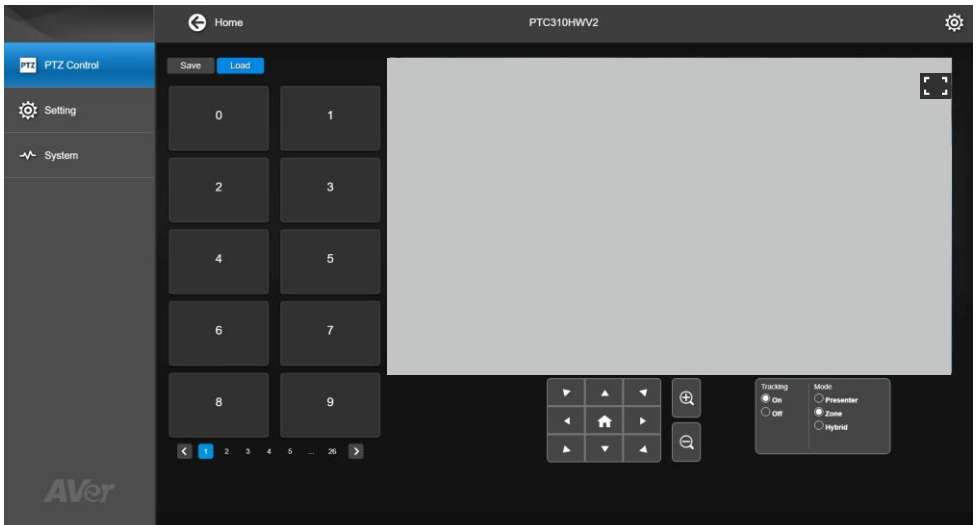 Home
PTC310HWV2
PTZ PTZ Control
Setting
System
Save Load
0 1
2 3
4 5
6 7
8 9
1 2 3 4 5 ... 26
Tracking Mode
On Presenter
Off Zone
Hybrid
AVer